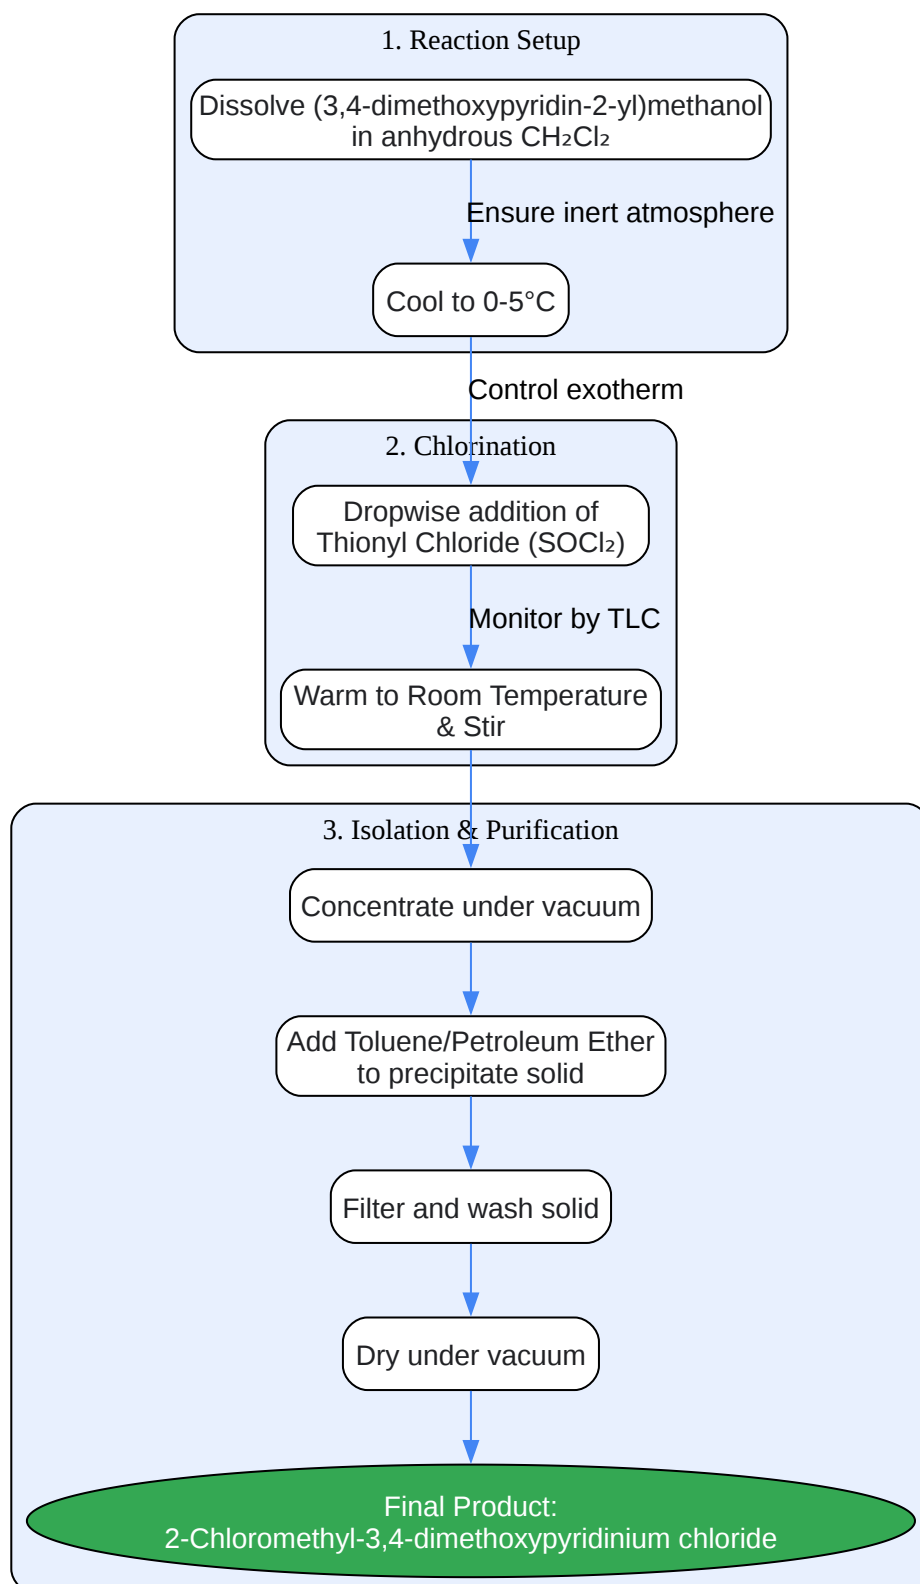 1. Reaction Setup
Dissolve (3,4-dimethoxypyridin-2-yl)methanol
in anhydrous CH₂Cl₂
Ensure inert atmosphere
Cool to 0-5°C
Control exotherm
2. Chlorination
Dropwise addition of
Thionyl Chloride (SOCl₂)
Monitor by TLC
Warm to Room Temperature
& Stir
3. Isolation & Purification
Concentrate under vacuum
Add Toluene/Petroleum Ether
to precipitate solid
Filter and wash solid
Dry under vacuum
Final Product:
2-Chloromethyl-3,4-dimethoxypyridinium chloride